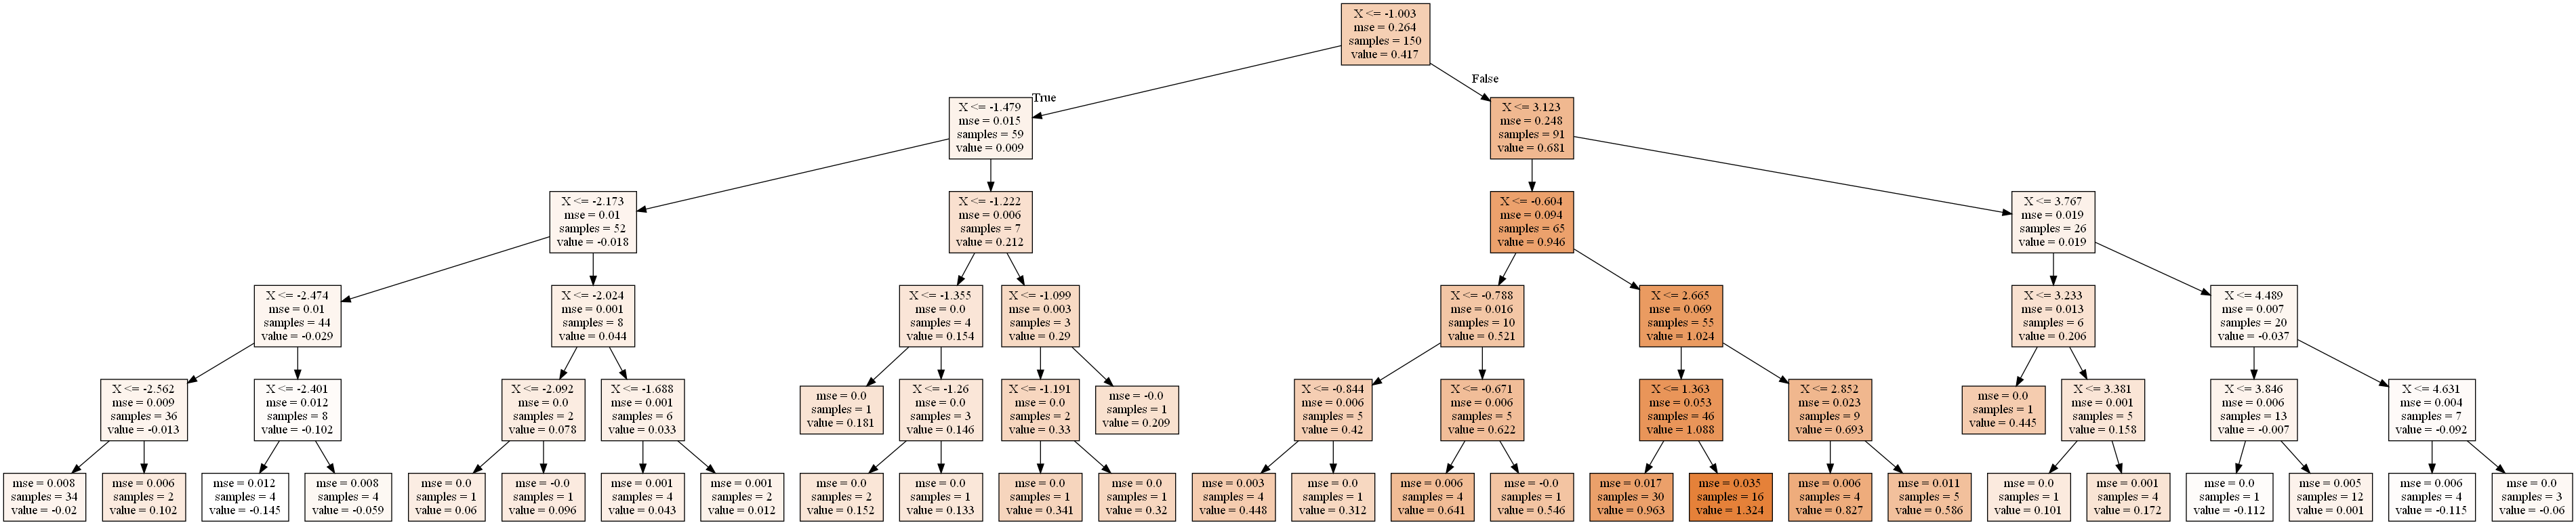 X <= -1.003
mse = 0.264
samples = 150
value = 0.417
True
False
X <= -1.479
mse = 0.015
samples = 59
value = 0.009
X <= 3.123
mse = 0.248
samples = 91
value = 0.681
X <= -2.173
mse = 0.01
samples = 52
value = -0.018
X <= -1.222
mse = 0.006
samples = 7
value = 0.212
X <= -0.604
mse = 0.094
samples = 65
value = 0.946
X <= 3.767
mse = 0.019
samples = 26
value = 0.019
X <= -2.474
mse = 0.01
samples = 44
value = -0.029
X <= -2.024
mse = 0.001
samples = 8
value = 0.044
X <= -1.355
mse = 0.0
samples = 4
value = 0.154
X <= -1.099
mse = 0.003
samples = 3
value = 0.29
X <= -0.788
mse = 0.016
samples = 10
value = 0.521
X <= 2.665
mse = 0.069
samples = 55
value = 1.024
X <= 3.233
mse = 0.013
samples = 6
value = 0.206
X <= 4.489
mse = 0.007
samples = 20
value = -0.037
X <= -2.562
mse = 0.009
samples = 36
value = -0.013
X <= -2.401
mse = 0.012
samples = 8
value = -0.102
X <= -2.092
mse = 0.0
samples = 2
value = 0.078
X <= -1.688
mse = 0.001
samples = 6
value = 0.033
mse = 0.0
samples = 1
value = 0.181
X <= -1.26
mse = 0.0
samples = 3
value = 0.146
X <= -1.191
mse = 0.0
samples = 2
value = 0.33
mse = -0.0
samples = 1
value = 0.209
X <= -0.844
mse = 0.006
samples = 5
value = 0.42
X <= -0.671
mse = 0.006
samples = 5
value = 0.622
X <= 1.363
mse = 0.053
samples = 46
value = 1.088
X <= 2.852
mse = 0.023
samples = 9
value = 0.693
mse = 0.0
samples = 1
value = 0.445
X <= 3.381
mse = 0.001
samples = 5
value = 0.158
X <= 3.846
mse = 0.006
samples = 13
value = -0.007
X <= 4.631
mse = 0.004
samples = 7
value = -0.092
mse = 0.008
samples = 34
value = -0.02
mse = 0.006
samples = 2
value = 0.102
mse = 0.012
samples = 4
value = -0.145
mse = 0.008
samples = 4
value = -0.059
mse = 0.0
samples = 1
value = 0.06
mse = -0.0
samples = 1
value = 0.096
mse = 0.001
samples = 4
value = 0.043
mse = 0.001
samples = 2
value = 0.012
mse = 0.0
samples = 2
value = 0.152
mse = 0.0
samples = 1
value = 0.133
mse = 0.0
samples = 1
value = 0.341
mse = 0.0
samples = 1
value = 0.32
mse = 0.003
samples = 4
value = 0.448
mse = 0.0
samples = 1
value = 0.312
mse = 0.006
samples = 4
value = 0.641
mse = -0.0
samples = 1
value = 0.546
mse = 0.017
samples = 30
value = 0.963
mse = 0.035
samples = 16
value = 1.324
mse = 0.006
samples = 4
value = 0.827
mse = 0.011
samples = 5
value = 0.586
mse = 0.0
samples = 1
value = 0.101
mse = 0.001
samples = 4
value = 0.172
mse = 0.0
samples = 1
value = -0.112
mse = 0.005
samples = 12
value = 0.001
mse = 0.006
samples = 4
value = -0.115
mse = 0.0
samples = 3
value = -0.06